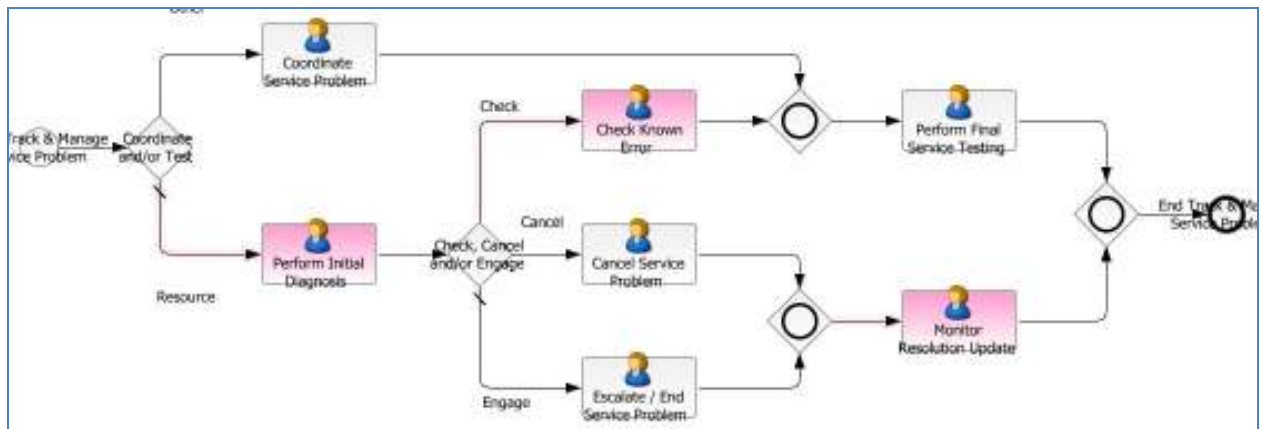 Coordinate
Service Problem
Check
Check Known
Error
Perform Final
Service Testing
Track & Manage
vice Problem
Coordinate
and/or Test
End Track & Ma
Service Proble
Cancel
Check, Cancel
and/or Engage
Cancel Service
Problem
Perform Initial
Diagnosis
Resource
Monitor
Resolution Update
Engage
Escalate / End
Service Problem